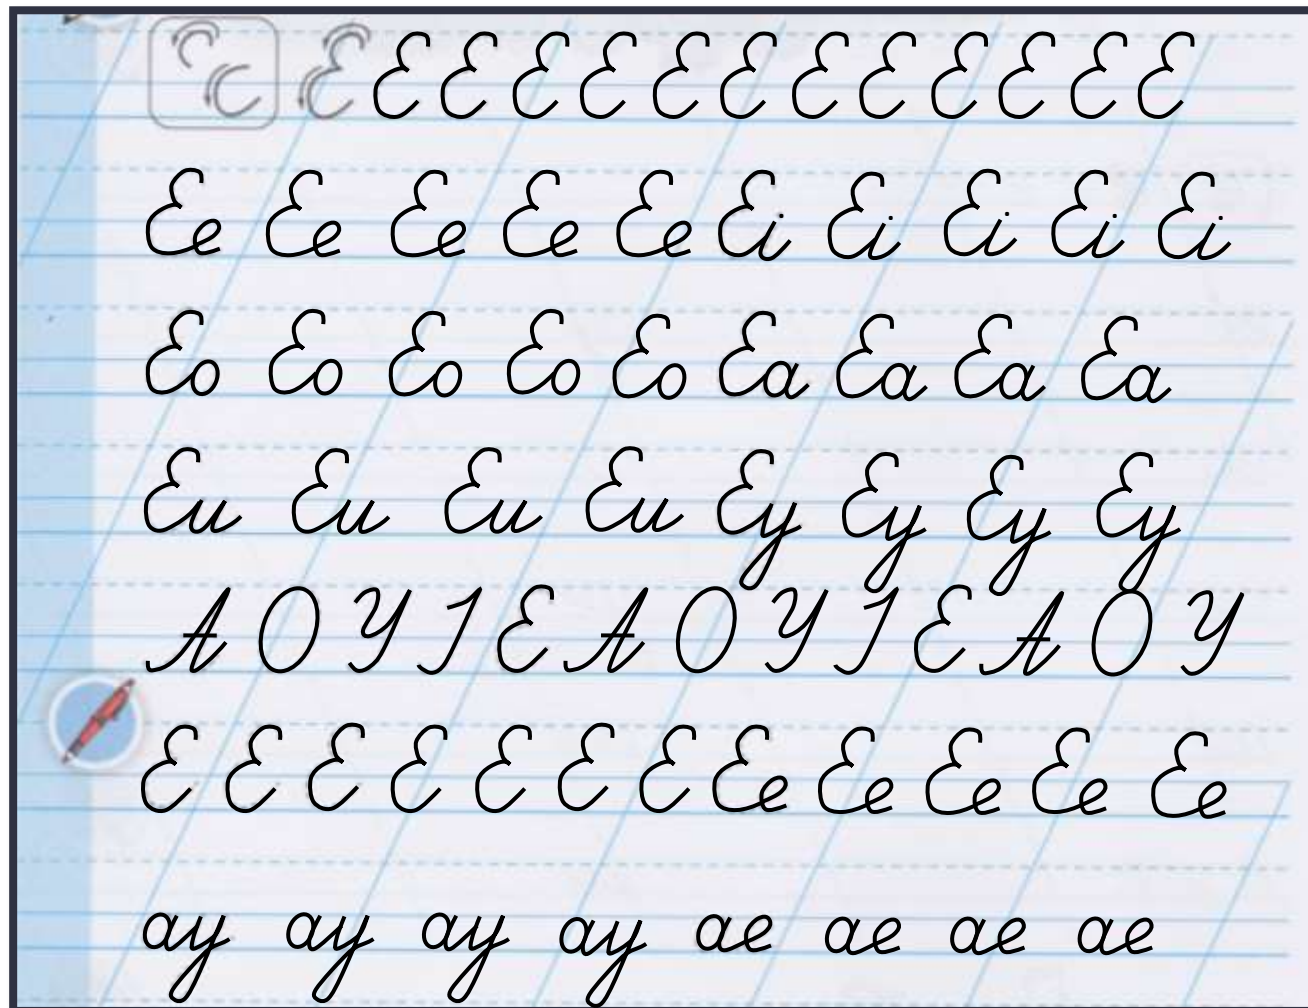 Е Е Е Е Е Е Е Е Е Е Е Е Е
Ее Ее Ее Ее Ее Еі Еі Еі Еі Еі
Ео Ео Ео Ео Ео Еа Еа Еа Еа
Еи Еи Еи Еи Еу Еу Еу Еу
А О У І Е А О У І Е А О У
Е Е Е Е Е Е Е Ее Ее Ее Ее Ее
ау ау ау ау ае ае ае ае